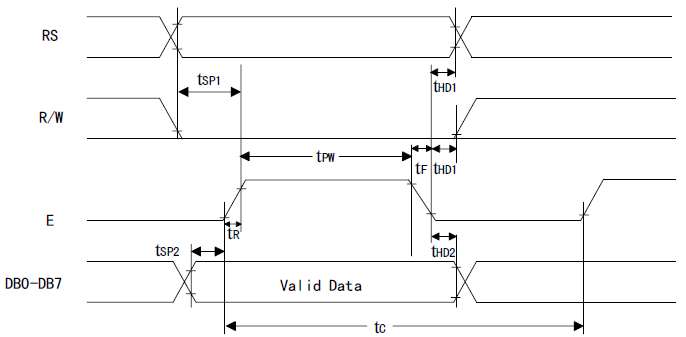 RS
tSP1
tHD1
R/W
tPW
tF
tHD1
E
tR
tSP2
tHD2
DB0-DB7
Valid Data
tC